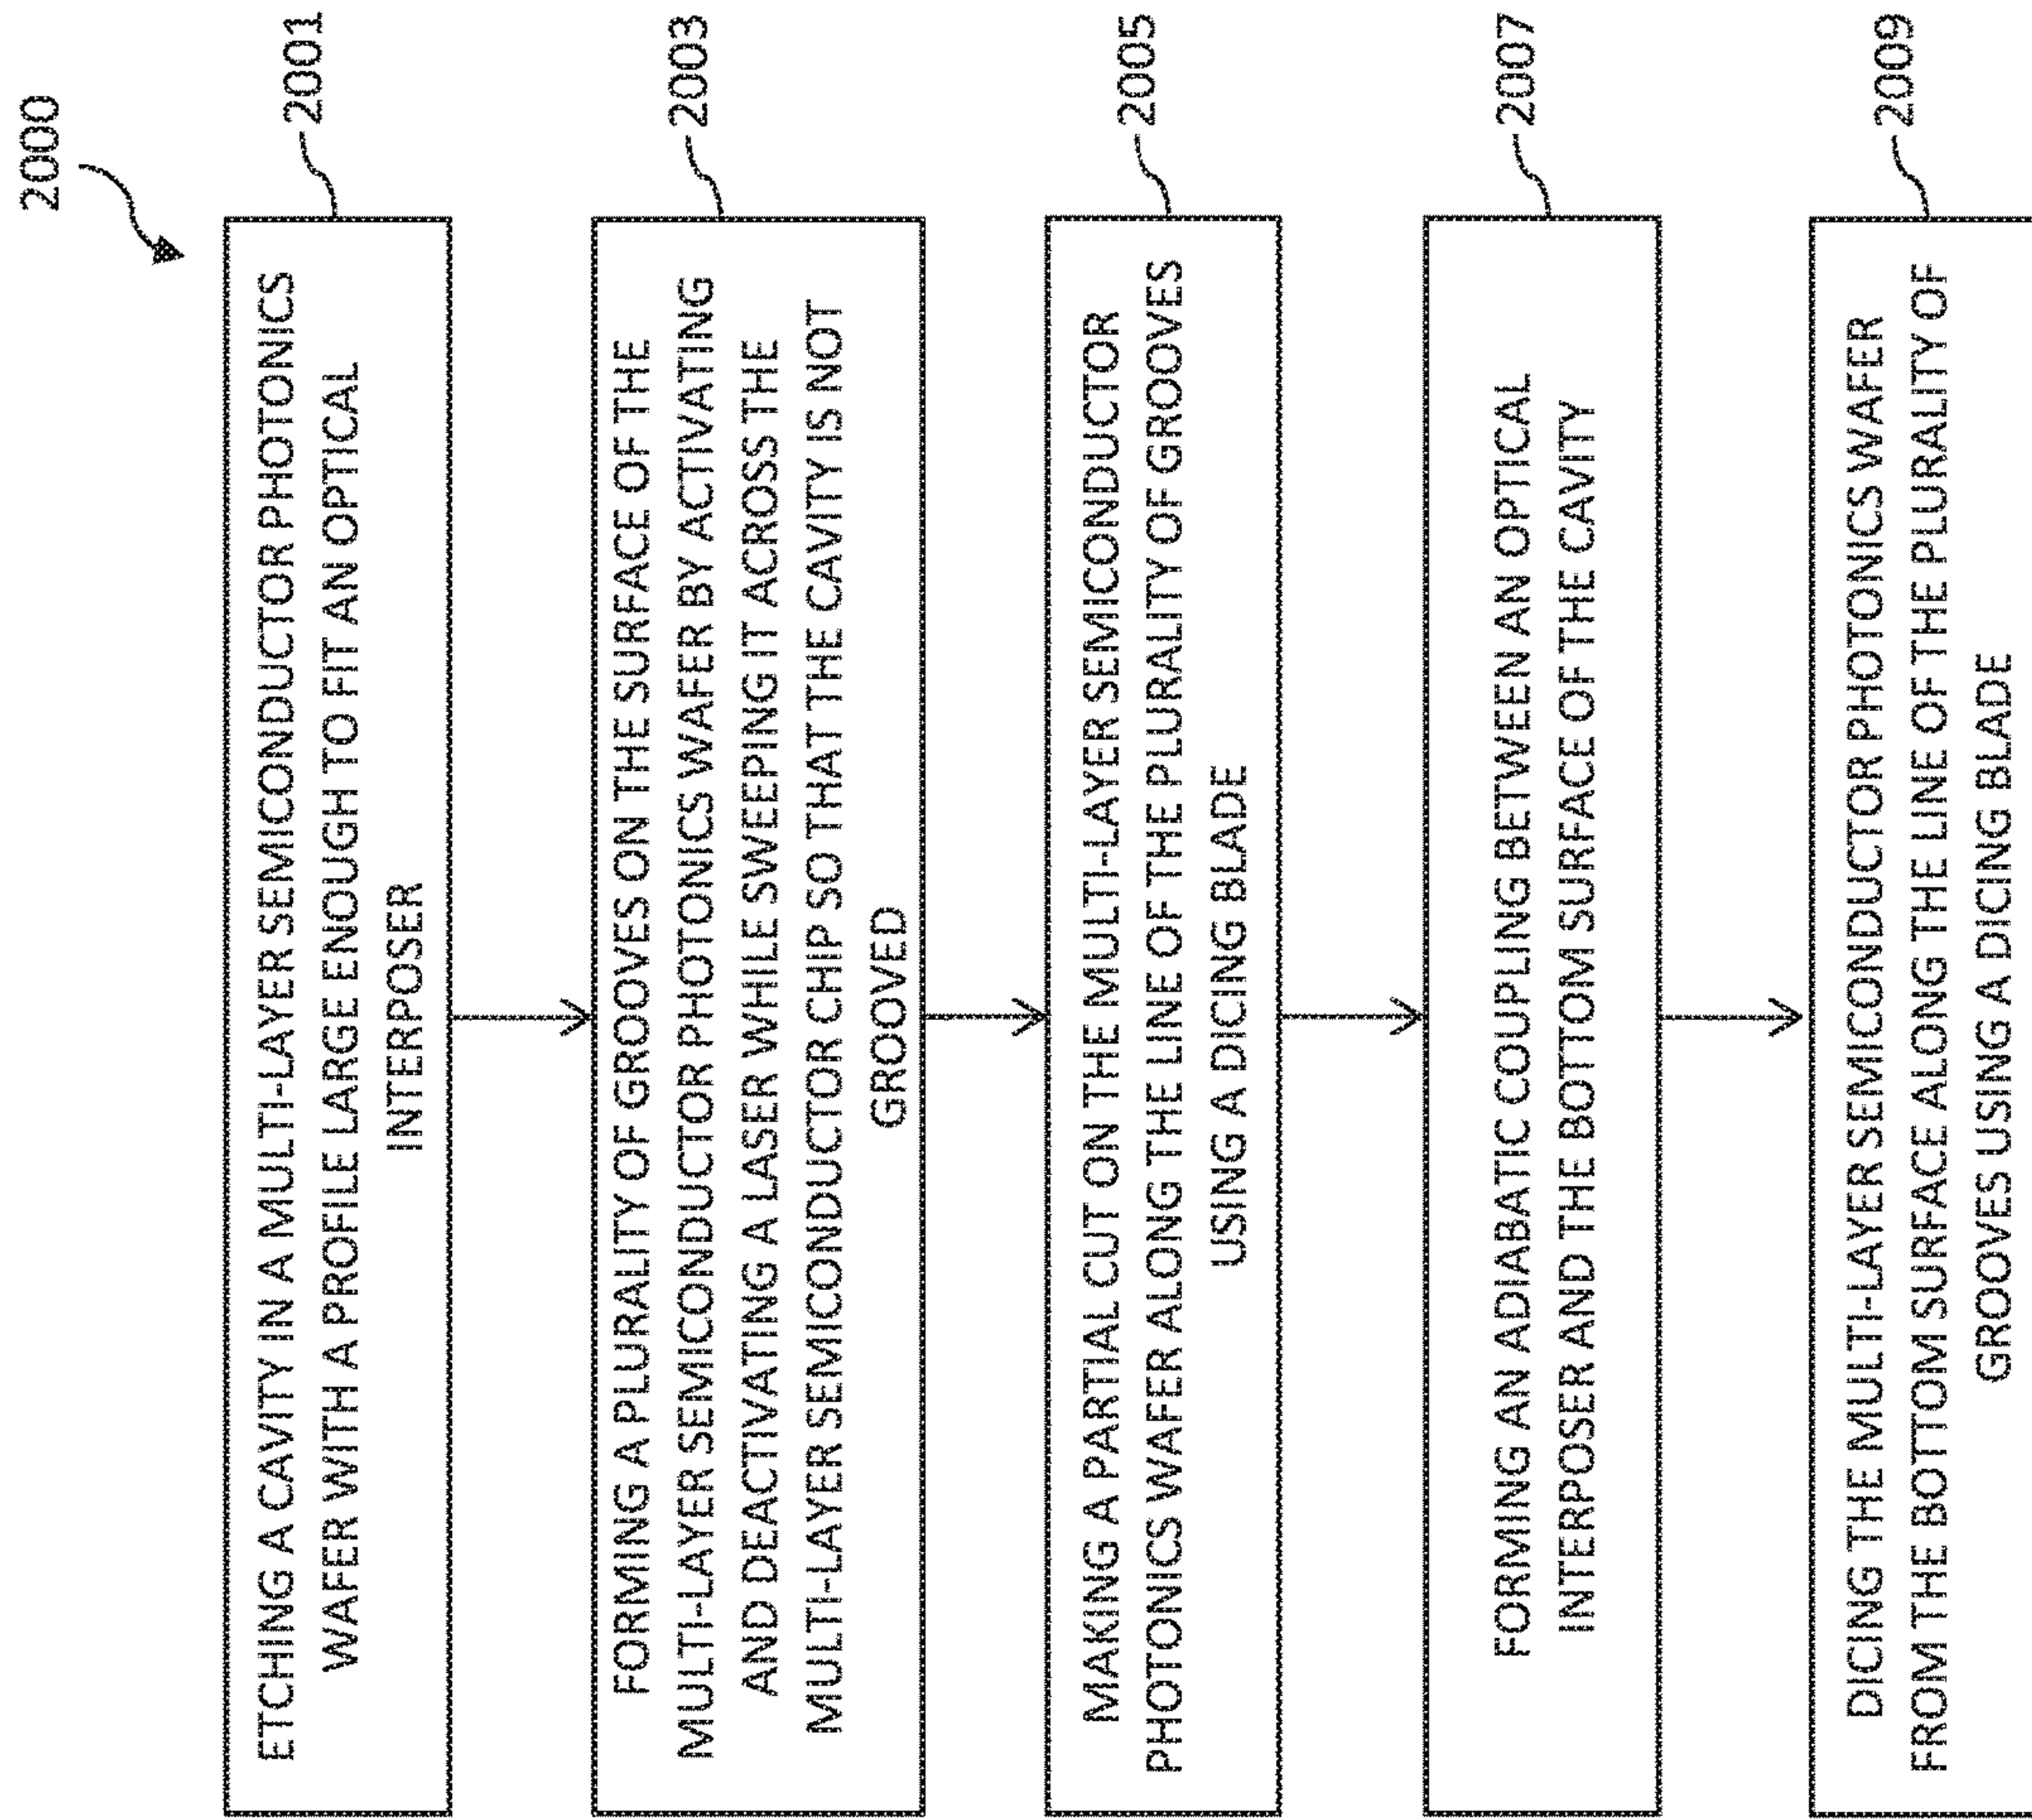 2000
ETCHING A CAVITY IN A MULTI-LAYER SEMICONDUCTOR PHOTONICS
WAFER WITH A PROFILE LARGE ENOUGH TO FIT AN OPTICAL
INTERPOSER
2001
FORMING A PLURALITY OF GROOVES ON THE SURFACE OF THE
MULTI-LAYER SEMICONDUCTOR PHOTONICS WAFER BY ACTIVATING
AND DEACTIVATING A LASER WHILE SWEEPING IT ACROSS THE
MULTI-LAYER SEMICONDUCTOR CHIP SO THAT THE CAVITY IS NOT
GROOVED
2003
MAKING A PARTIAL CUT ON THE MULTI-LAYER SEMICONDUCTOR
PHOTONICS WAFER ALONG THE LINE OF THE PLURALITY OF GROOVES
USING A DICING BLADE
2005
FORMING AN ADIABATIC COUPLING BETWEEN AN OPTICAL
INTERPOSER AND THE BOTTOM SURFACE OF THE CAVITY
2007
DICING THE MULTI-LAYER SEMICONDUCTOR PHOTONICS WAFER
FROM THE BOTTOM SURFACE ALONG THE LINE OF THE PLURALITY OF
GROOVES USING A DICING BLADE
2009